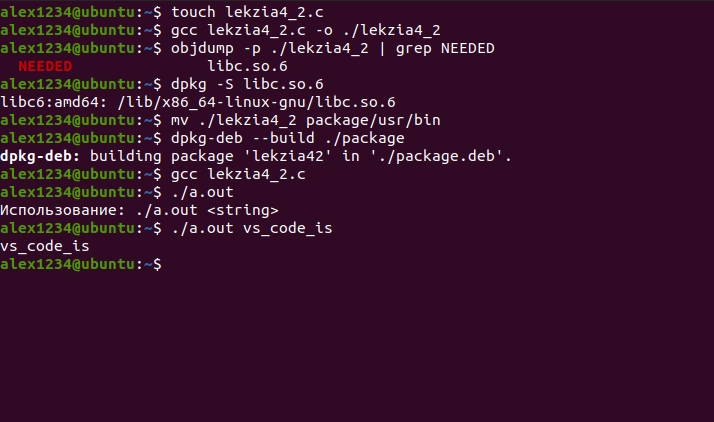 alex1234@ubuntu:~$ touch lekzia4_2.c
alex1234@ubuntu:~$ gcc lekzia4_2.c -o ./lekzia4_2
alex1234@ubuntu:~$ objdump -p ./lekzia4_2 | grep NEEDED
  NEEDED               libc.so.6
alex1234@ubuntu:~$ dpkg -S libc.so.6
libc6:amd64: /lib/x86_64-linux-gnu/libc.so.6
alex1234@ubuntu:~$ mv ./lekzia4_2 package/usr/bin
alex1234@ubuntu:~$ dpkg-deb --build ./package
dpkg-deb: building package 'lekzia42' in './package.deb'.
alex1234@ubuntu:~$ gcc lekzia4_2.c
alex1234@ubuntu:~$ ./a.out
Использование: ./a.out <string>
alex1234@ubuntu:~$ ./a.out vs_code_is
vs_code_is
alex1234@ubuntu:~$